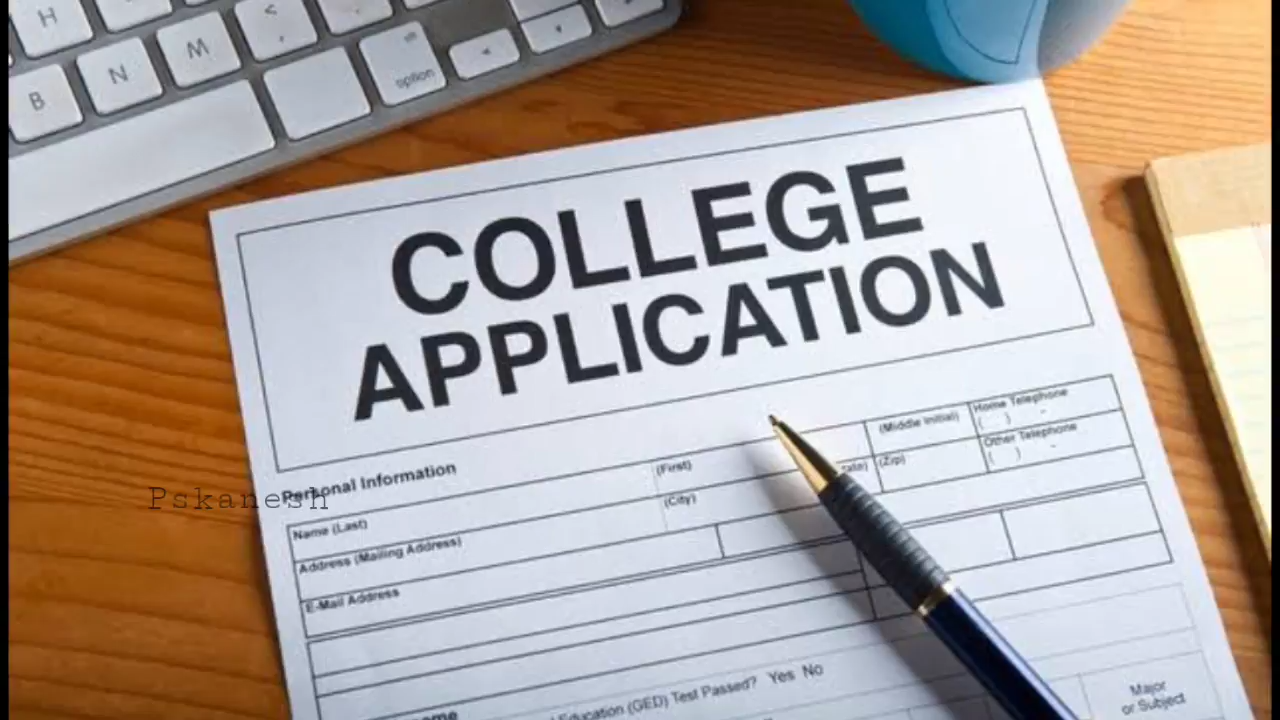 H
M
<
,
B
N
option
COLLEGE
APPLICATION
Personal Information
Pskanesh
Name (Last)
(First)
(Middle Initial)
Home Telephone
( ) -
Address (Mailing Address)
(City)
(Zip)
Other Telephone
( ) -
E-Mail Address
Education (GED) Test Passed? Yes No
Major
or Subject